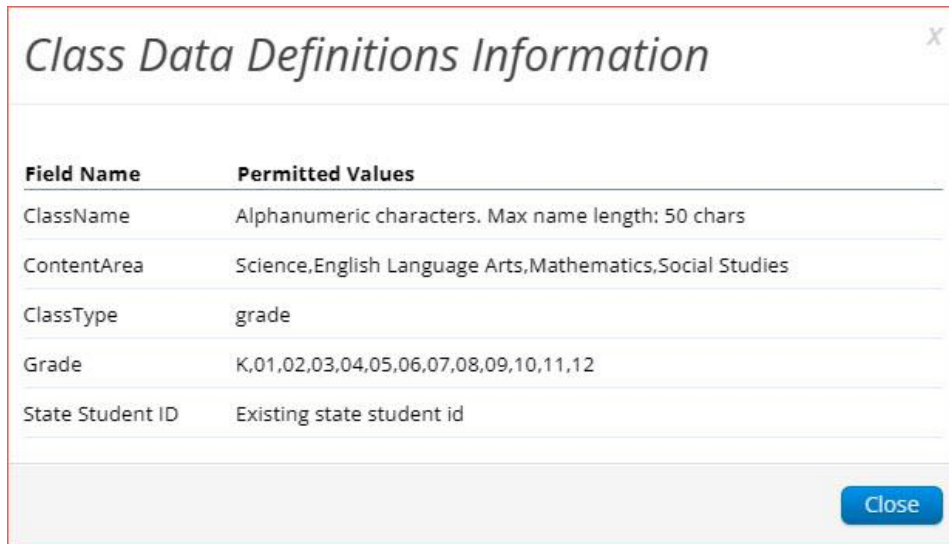 Class Data Definitions Information
X
Field Name Permitted Values
ClassName Alphanumeric characters. Max name length: 50 chars
ContentArea Science,English Language Arts,Mathematics,Social Studies
ClassType grade
Grade K,01,02,03,04,05,06,07,08,09,10,11,12
State Student ID Existing state student id
Close